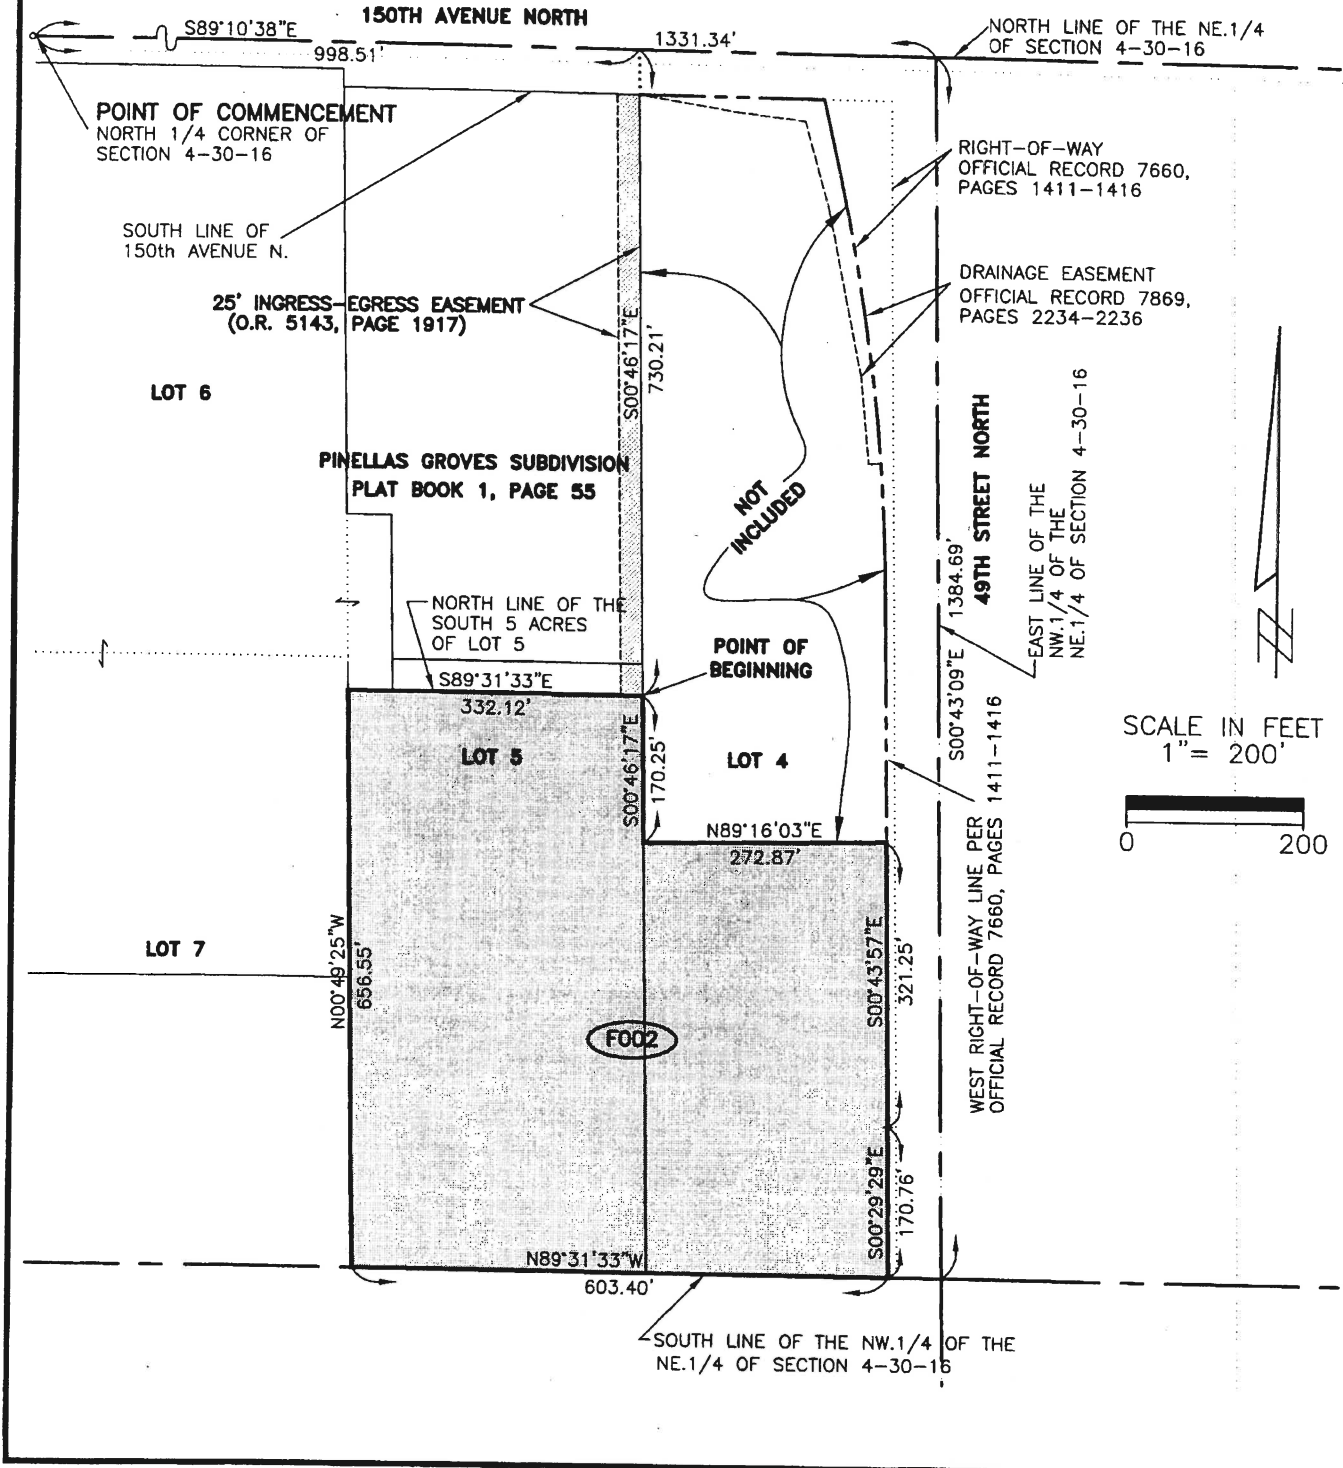 150TH AVENUE NORTH
S89°10'38"E
998.51'
1331.34'
NORTH LINE OF THE NE.1/4
OF SECTION 4-30-16
POINT OF COMMENCEMENT
NORTH 1/4 CORNER OF
SECTION 4-30-16
RIGHT-OF-WAY
OFFICIAL RECORD 7660,
PAGES 1411-1416
SOUTH LINE OF
150th AVENUE N.
DRAINAGE EASEMENT
OFFICIAL RECORD 7869,
PAGES 2234-2236
25' INGRESS-EGRESS EASEMENT
(O.R. 5143, PAGE 1917)
S00°46'17"E
730.21'
LOT 6
PINELLAS GROVES SUBDIVISION
PLAT BOOK 1, PAGE 55
NOT
INCLUDED
49TH STREET NORTH
EAST LINE OF THE
NW.1/4 OF THE
NE.1/4 OF SECTION 4-30-16
S00°43'09"E 1384.69'
NORTH LINE OF THE
SOUTH 5 ACRES
OF LOT 5
POINT OF
BEGINNING
S89°31'33"E
332.12'
LOT 5
S00°46'17"E
170.25'
LOT 4
SCALE IN FEET
1"= 200'
0
200
N89°16'03"E
272.87'
WEST RIGHT-OF-WAY LINE PER
OFFICIAL RECORD 7660, PAGES 1411-1416
LOT 7
N00°49'25"W
656.55'
S00°43'57"E
321.25'
F002
S00°29'29"E
170.76'
N89°31'33"W
603.40'
SOUTH LINE OF THE NW.1/4 OF THE
NE.1/4 OF SECTION 4-30-16
N